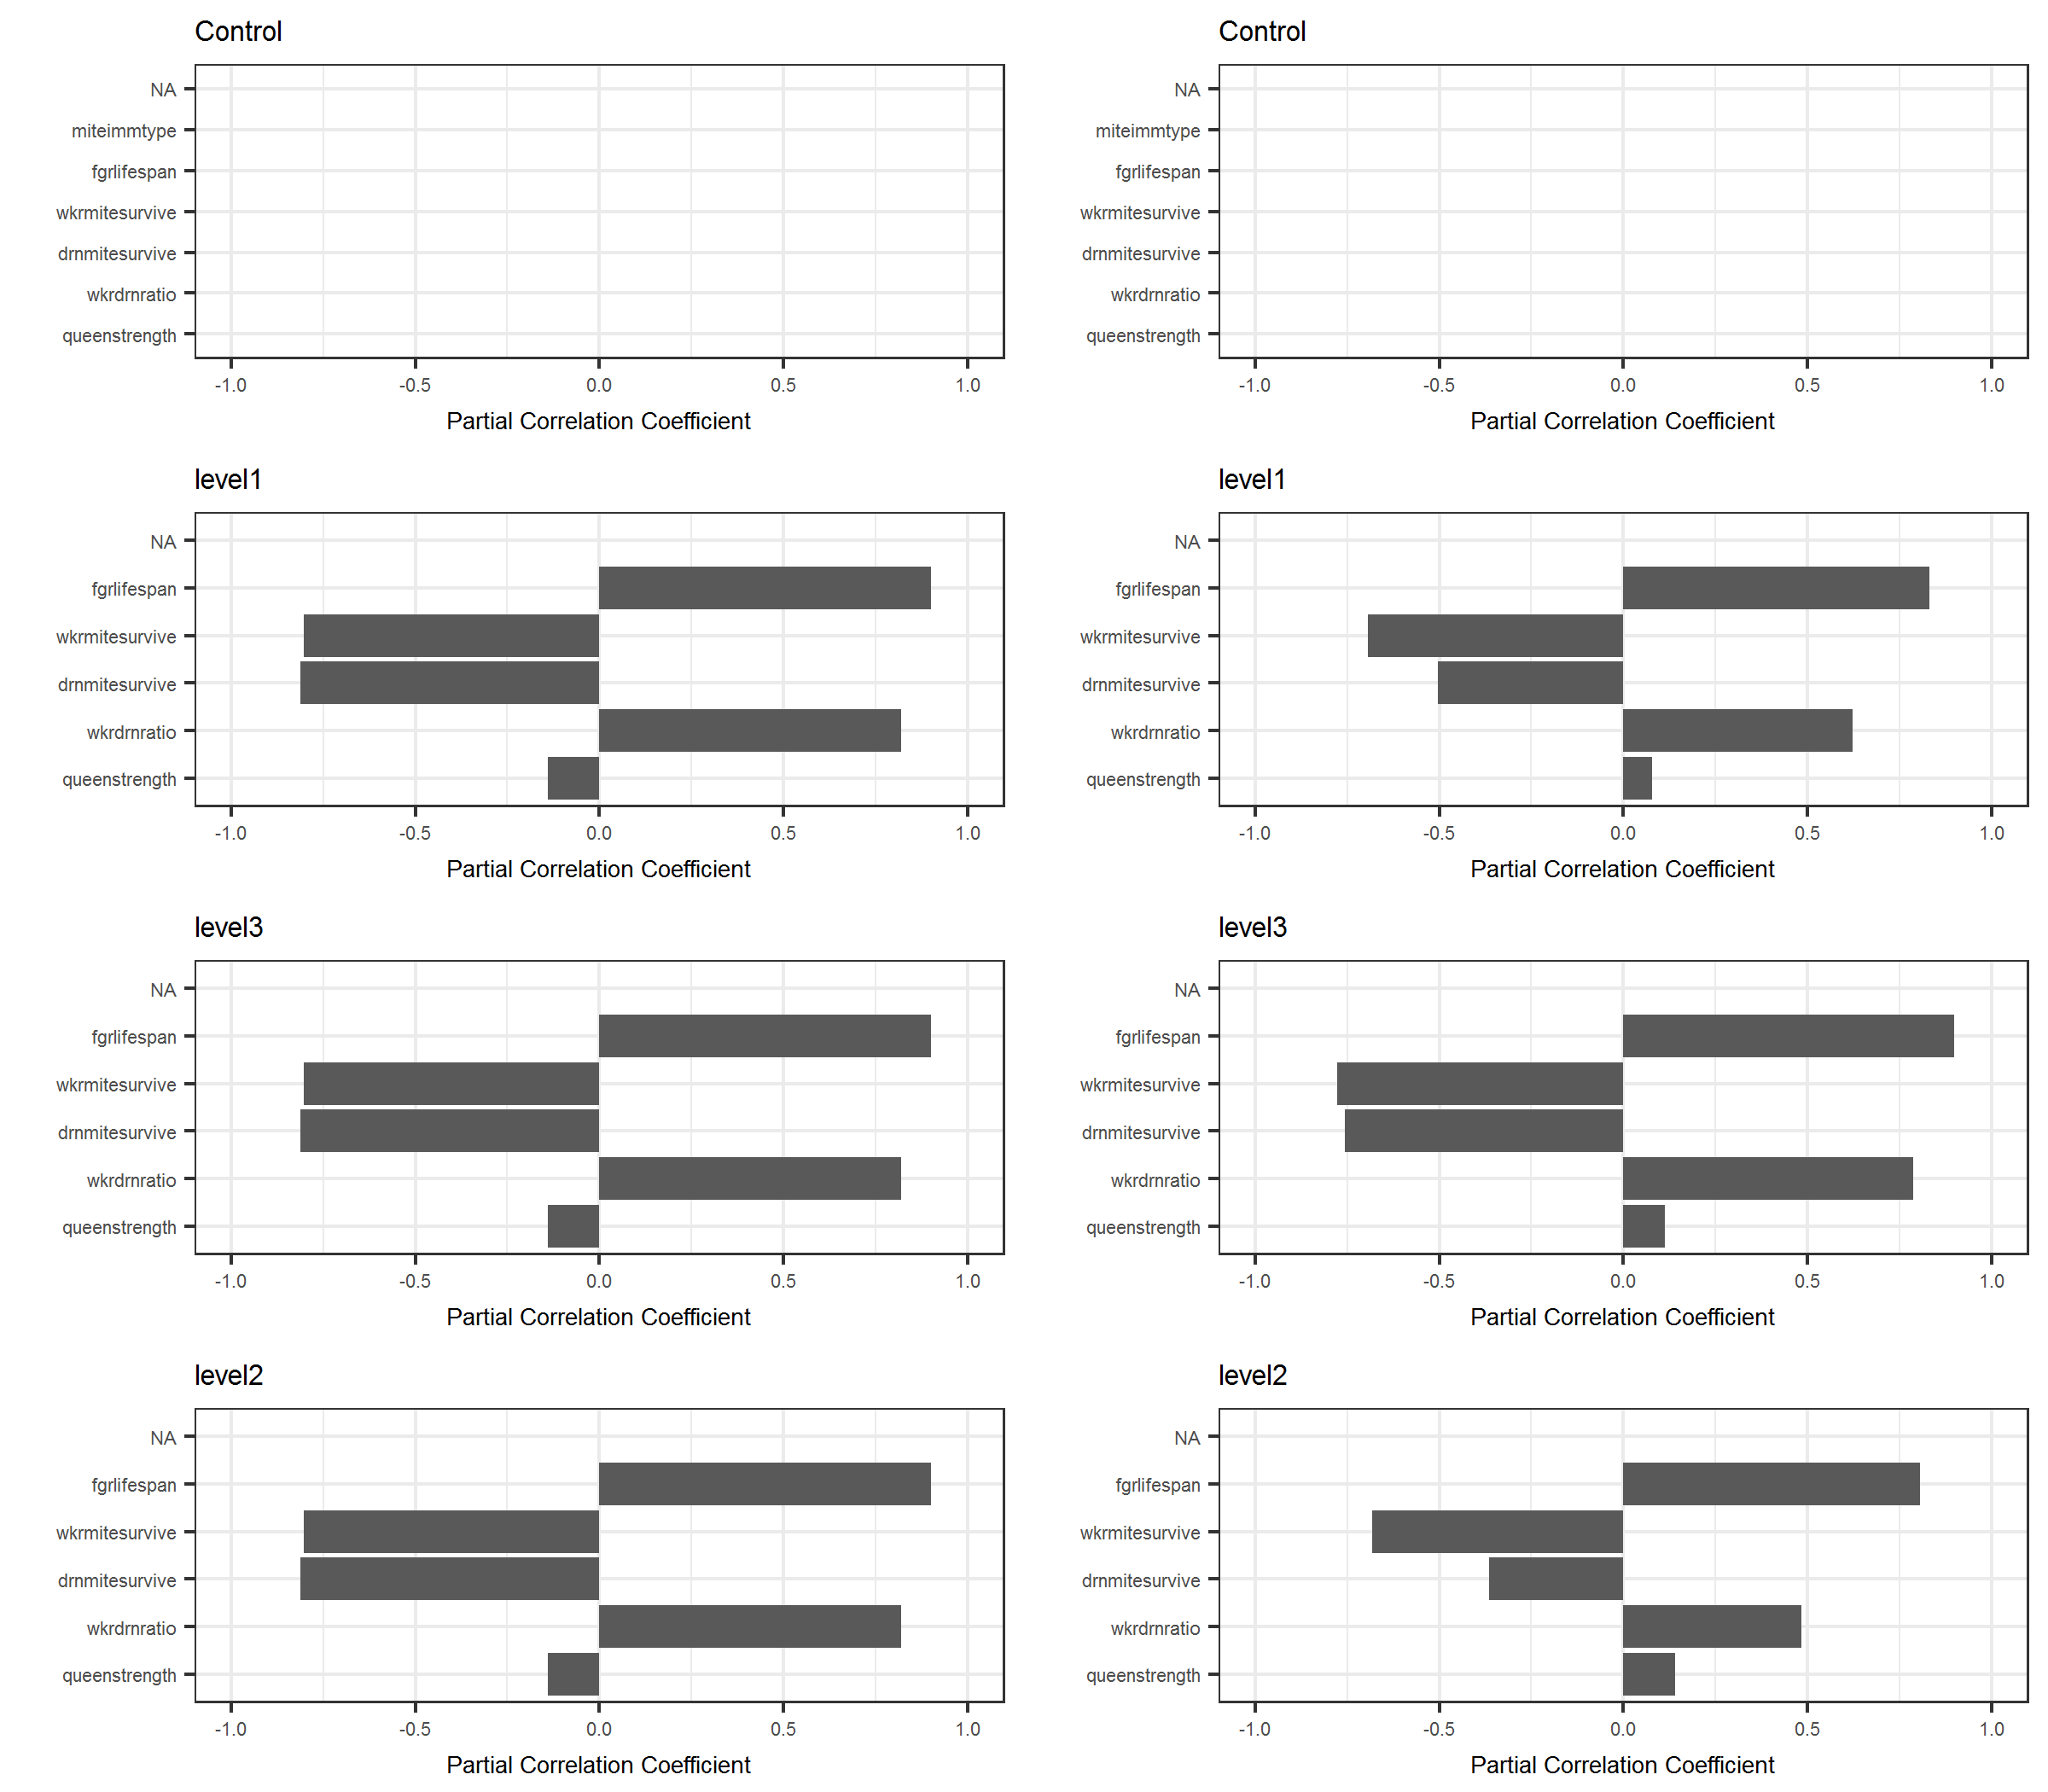 Control
NA
miteimmtype
fgrlifespan
wkrmitesurvive
drnmitesurvive
wkrdrnratio
queenstrength
-1.0 -0.5 0.0 0.5 1.0
Partial Correlation Coefficient
Control
NA
miteimmtype
fgrlifespan
wkrmitesurvive
drnmitesurvive
wkrdrnratio
queenstrength
-1.0 -0.5 0.0 0.5 1.0
Partial Correlation Coefficient
level1
NA
fgrlifespan
wkrmitesurvive
drnmitesurvive
wkrdrnratio
queenstrength
-1.0 -0.5 0.0 0.5 1.0
Partial Correlation Coefficient
level1
NA
fgrlifespan
wkrmitesurvive
drnmitesurvive
wkrdrnratio
queenstrength
-1.0 -0.5 0.0 0.5 1.0
Partial Correlation Coefficient
level3
NA
fgrlifespan
wkrmitesurvive
drnmitesurvive
wkrdrnratio
queenstrength
-1.0 -0.5 0.0 0.5 1.0
Partial Correlation Coefficient
level3
NA
fgrlifespan
wkrmitesurvive
drnmitesurvive
wkrdrnratio
queenstrength
-1.0 -0.5 0.0 0.5 1.0
Partial Correlation Coefficient
level2
NA
fgrlifespan
wkrmitesurvive
drnmitesurvive
wkrdrnratio
queenstrength
-1.0 -0.5 0.0 0.5 1.0
Partial Correlation Coefficient
level2
NA
fgrlifespan
wkrmitesurvive
drnmitesurvive
wkrdrnratio
queenstrength
-1.0 -0.5 0.0 0.5 1.0
Partial Correlation Coefficient